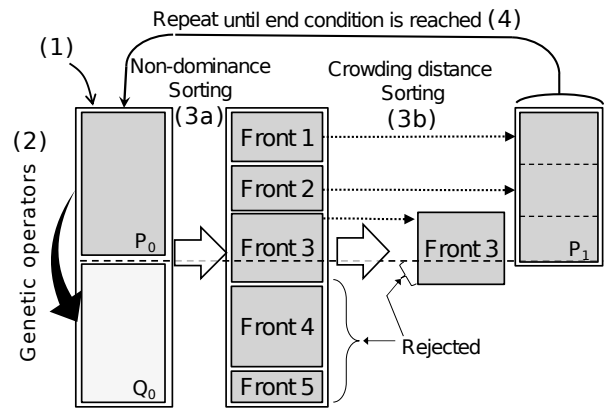 Repeat until end condition is reached (4)
(1)
Non-dominance
Sorting
(3a)
Crowding distance
Sorting
(3b)
(2)
Genetic operators
P0
Q0
Front 1
Front 2
Front 3
Front 4
Front 5
Front 3
Rejected
P1